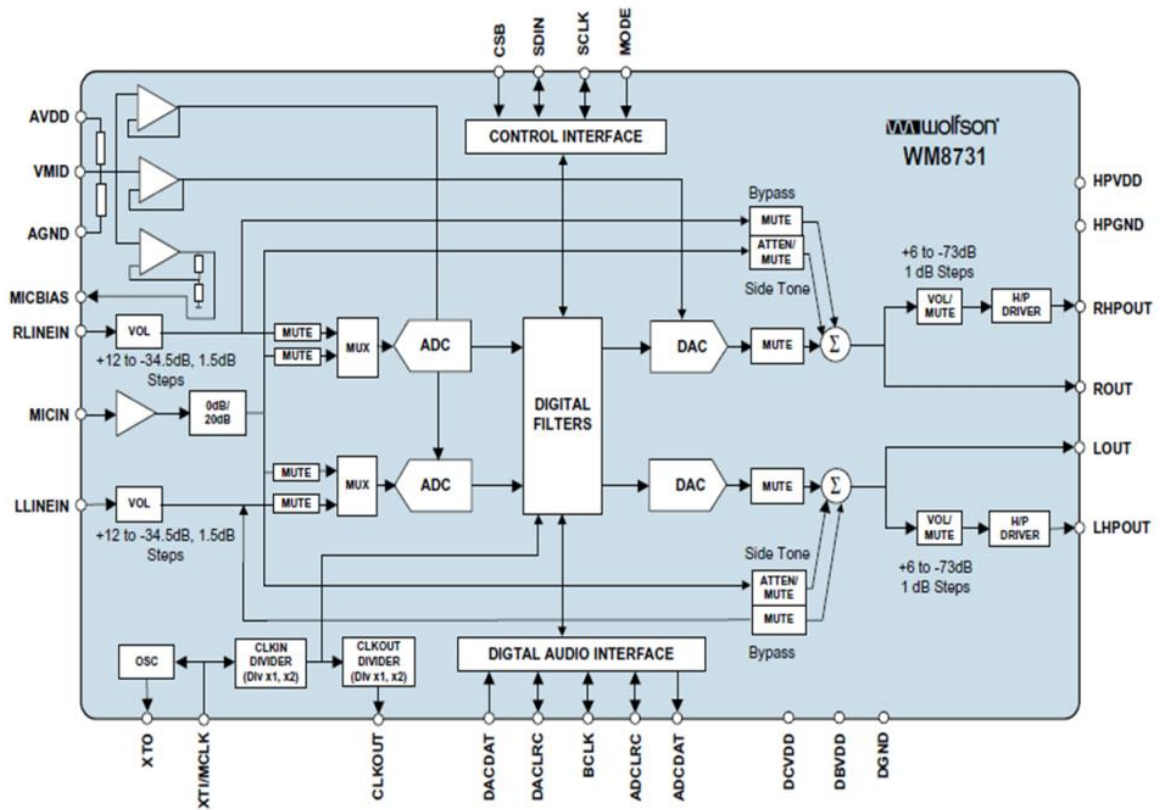 CSB
SDIN
SCLK
MODE
AVDD
VMID
AGND
MICBIAS
RLINEIN
MICIN
LLINEIN
CONTROL INTERFACE
wolfson®
WM8731
HPVDD
HPGND
RHPOUT
ROUT
LOUT
LHPOUT
Bypass
MUTE
ATTEN/
MUTE
Side Tone
+6 to -73dB
1 dB Steps
VOL/
MUTE
H/P
DRIVER
VOL
+12 to -34.5dB, 1.5dB
Steps
MUTE
MUTE
MUX
ADC
DAC
MUTE
Σ
0dB/
20dB
DIGITAL
FILTERS
VOL
+12 to -34.5dB, 1.5dB
Steps
MUTE
MUTE
MUX
ADC
DAC
MUTE
Σ
VOL/
MUTE
H/P
DRIVER
+6 to -73dB
1 dB Steps
Side Tone
ATTEN/
MUTE
MUTE
Bypass
OSC
CLKIN
DIVIDER
(Div x1, x2)
CLKOUT
DIVIDER
(Div x1, x2)
DIGTAL AUDIO INTERFACE
XTO
XTI/MCLK
CLKOUT
DACDAT
DACLRC
BCLK
ADCLRC
ADCDAT
DCVDD
DBVDD
DGND